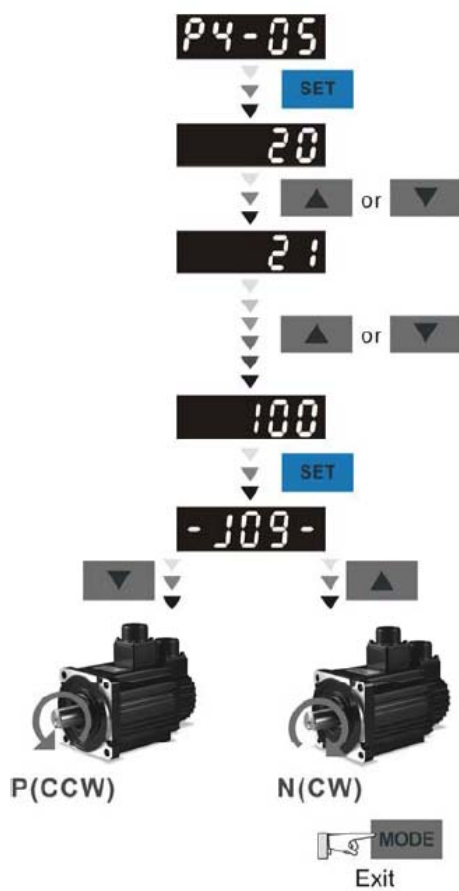 P4-05
SET
20
▲ or ▼
21
▲ or ▼
100
SET
-JOG-
▼ ▲
P(CCW) N(CW)
MODE
Exit